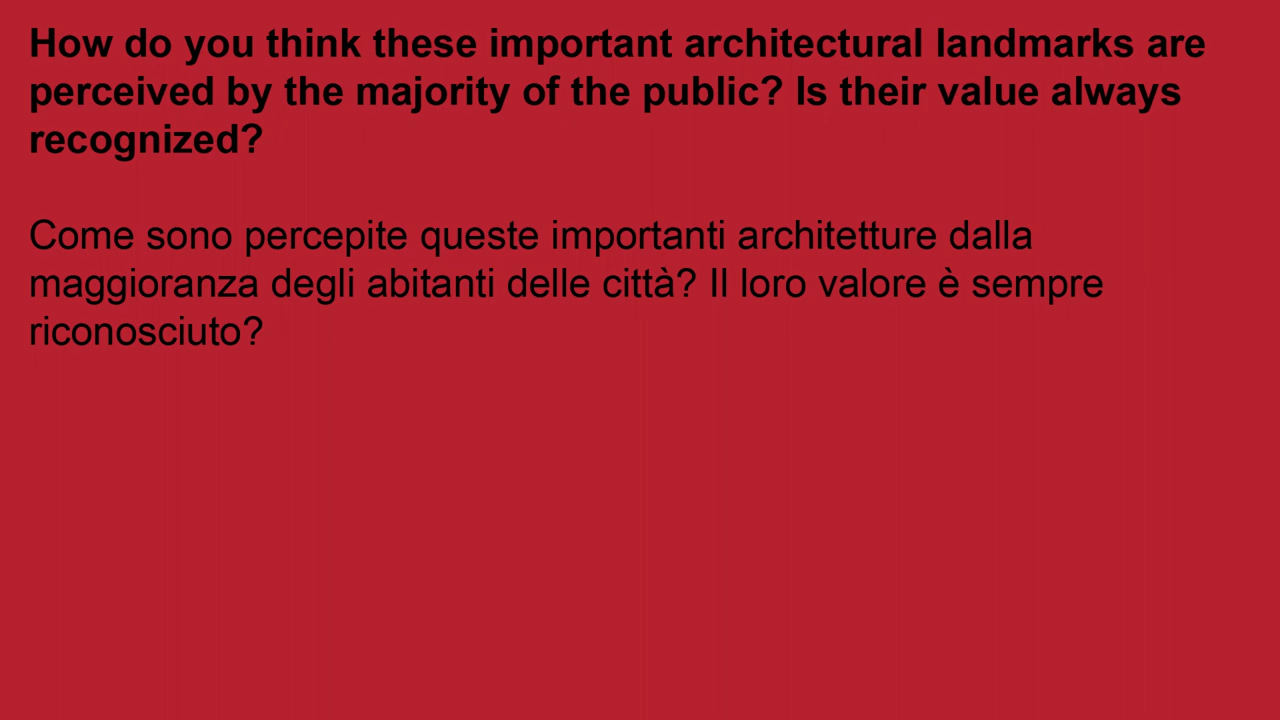 How do you think these important architectural landmarks are
perceived by the majority of the public? Is their value always
recognized?
Come sono percepite queste importanti architetture dalla
maggioranza degli abitanti delle città? Il loro valore è sempre
riconosciuto?